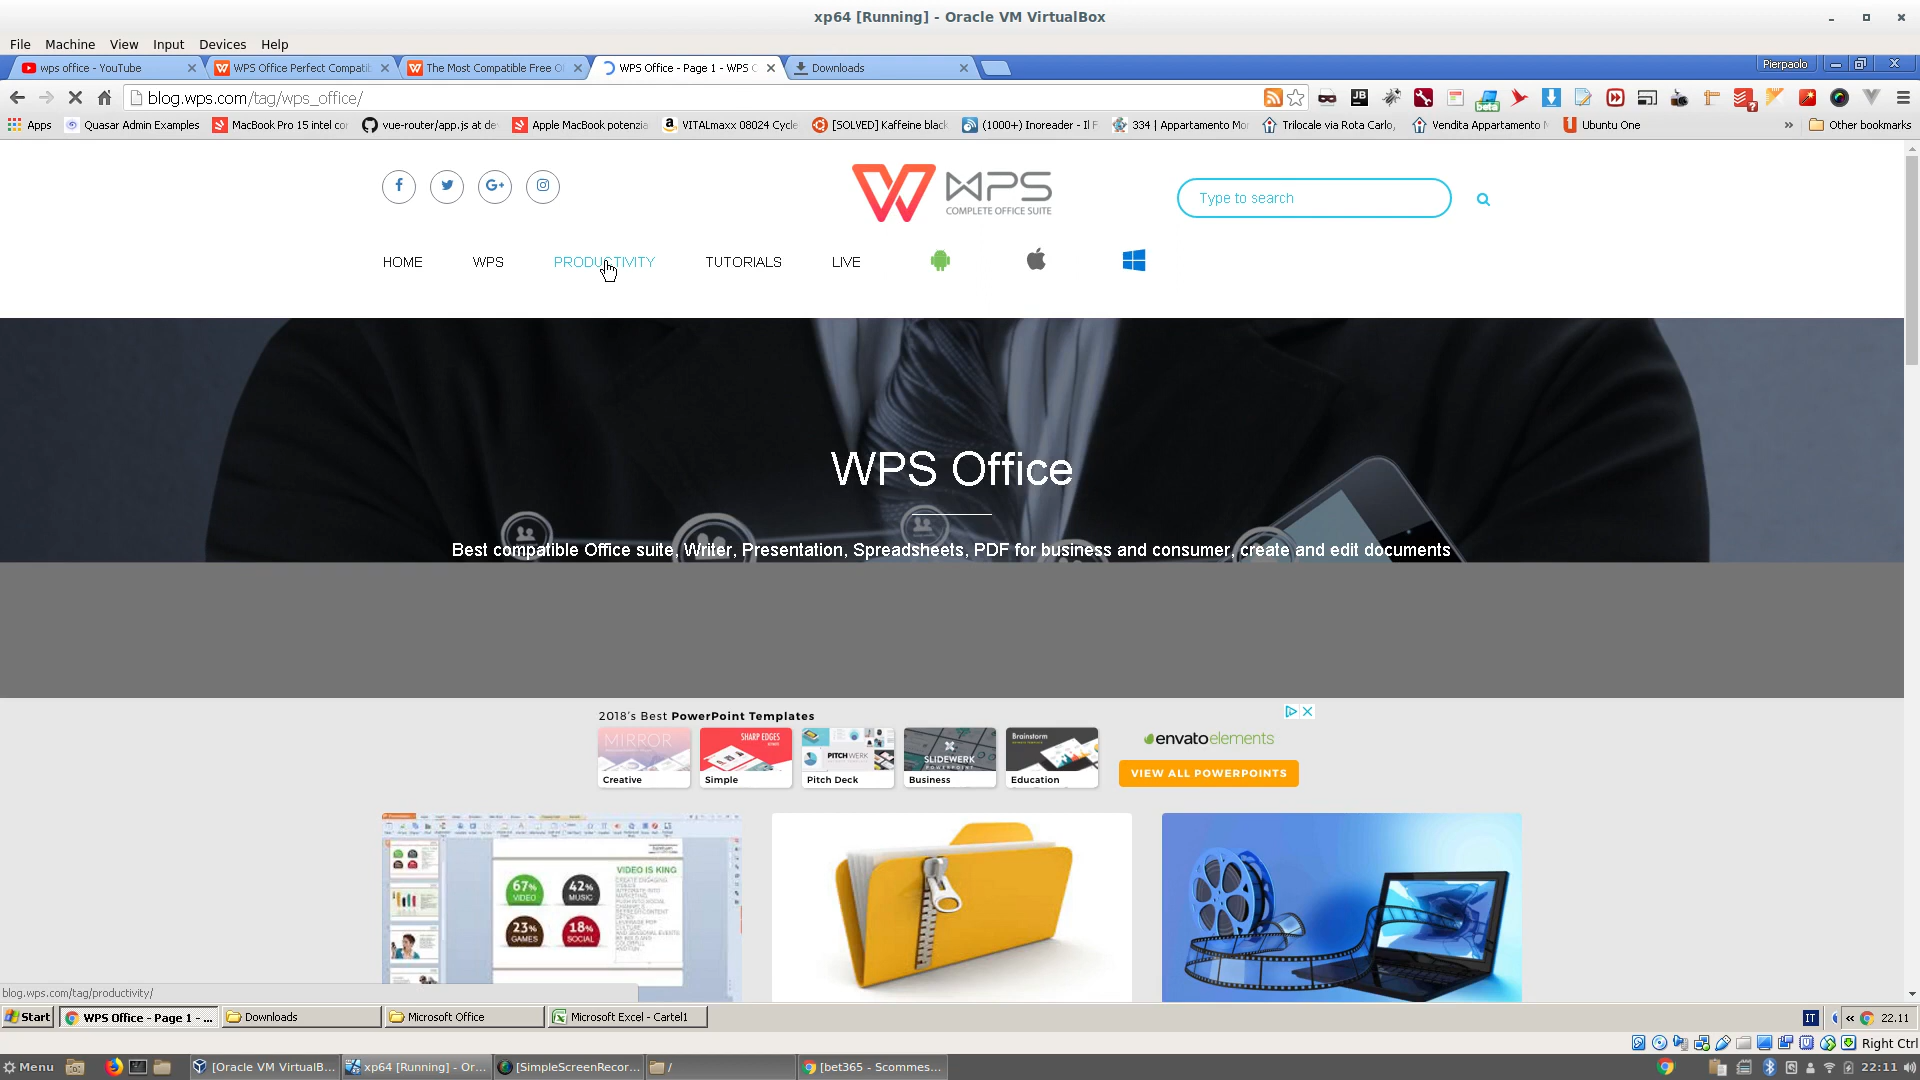 xp64 [Running] - Oracle VM VirtualBox
File Machine View Input Devices Help
wps office - YouTube
WPS Office Perfect Compatib
The Most Compatible Free O
WPS Office - Page 1 - WPS
Downloads
Pierpaolo
blog.wps.com/tag/wps_office/
Apps
Quasar Admin Examples
MacBook Pro 15 intel co
vue-router/app.js at de
Apple MacBook potenzia
VITALmaxx 08024 Cycle
[SOLVED] Kaffeine black
(1000+) Inoreader - Il F
334 | Appartamento Mo
Trilocale via Rota Carlo,
Vendita Appartamento
Ubuntu One
»
Other bookmarks
WPS
COMPLETE OFFICE SUITE
Type to search
HOME WPS PRODUCTIVITY TUTORIALS LIVE
WPS Office
Best compatible Office suite, Writer, Presentation, Spreadsheets, PDF for business and consumer, create and edit documents
2018's Best PowerPoint Templates
MIRROR
Creative
SHARP EDGES
Simple
PITCH WERK
Pitch Deck
SLIDEWERK
Business
Brainstorm
Education
envatoelements
VIEW ALL POWERPOINTS
VIDEO IS KING
67% VIDEO
42% MUSIC
23% GAMES
18% SOCIAL
blog.wps.com/tag/productivity/
Start
WPS Office - Page 1 - ...
Downloads
Microsoft Office
Microsoft Excel - Cartel1
IT
«
22.11
Right Ctrl
Menu
[Oracle VM VirtualB...
xp64 [Running] - Or...
[SimpleScreenRecor...
/
[bet365 - Scommes...
22:11